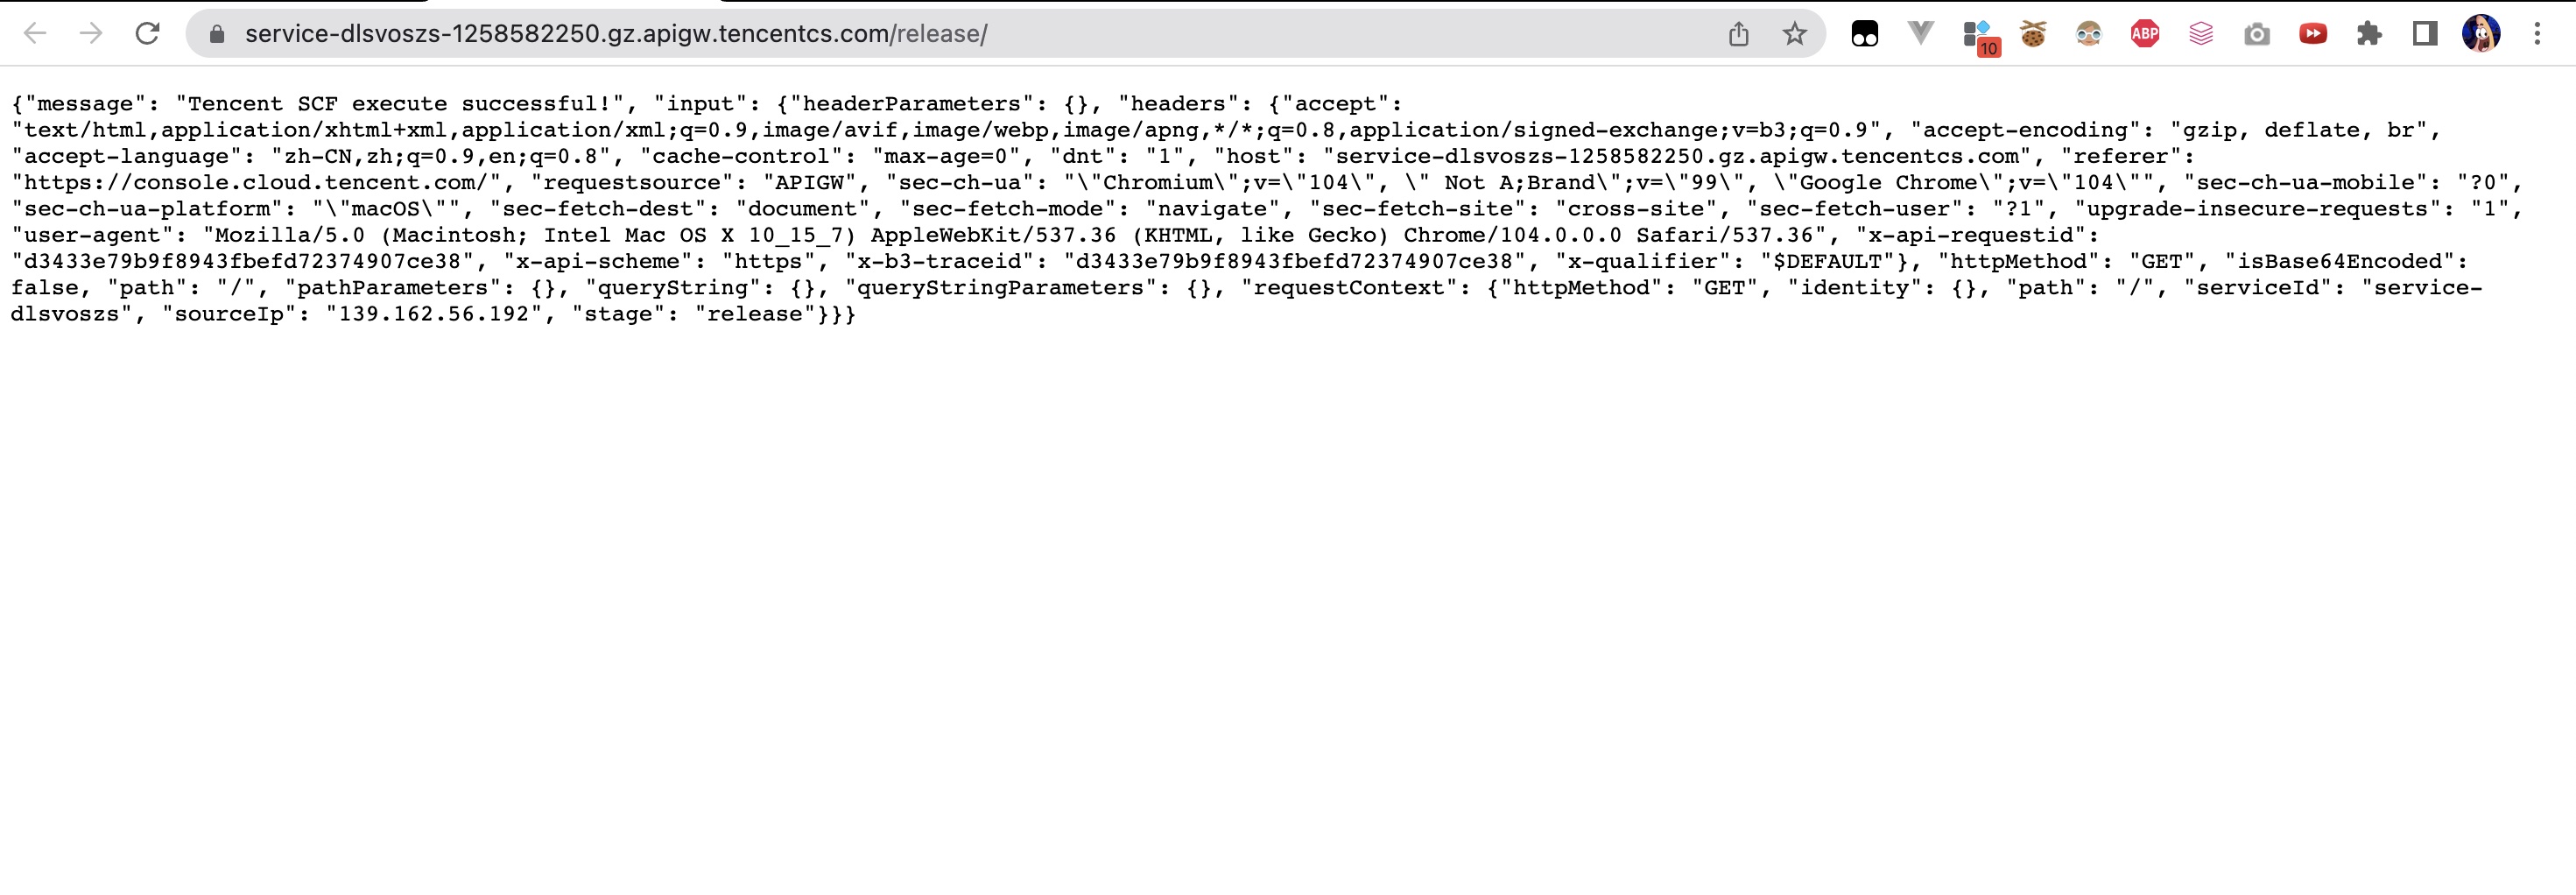 service-dlsvoszs-1258582250.gz.apigw.tencentcs.com/release/
10
ABP
{"message": "Tencent SCF execute successful!", "input": {"headerParameters": {}, "headers": {"accept":
"text/html,application/xhtml+xml,application/xml;q=0.9,image/avif,image/webp,image/apng,*/*;q=0.8,application/signed-exchange;v=b3;q=0.9", "accept-encoding": "gzip, deflate, br",
"accept-language": "zh-CN,zh;q=0.9,en;q=0.8", "cache-control": "max-age=0", "dnt": "1", "host": "service-dlsvoszs-1258582250.gz.apigw.tencentcs.com", "referer":
"https://console.cloud.tencent.com/", "requestsource": "APIGW", "sec-ch-ua": "\"Chromium\";v=\"104\", \" Not A;Brand\";v=\"99\", \"Google Chrome\";v=\"104\"", "sec-ch-ua-mobile": "?0",
"sec-ch-ua-platform": "\"macOS\"", "sec-fetch-dest": "document", "sec-fetch-mode": "navigate", "sec-fetch-site": "cross-site", "sec-fetch-user": "?1", "upgrade-insecure-requests": "1",
"user-agent": "Mozilla/5.0 (Macintosh; Intel Mac OS X 10_15_7) AppleWebKit/537.36 (KHTML, like Gecko) Chrome/104.0.0.0 Safari/537.36", "x-api-requestid":
"d3433e79b9f8943fbefd72374907ce38", "x-api-scheme": "https", "x-b3-traceid": "d3433e79b9f8943fbefd72374907ce38", "x-qualifier": "$DEFAULT"}, "httpMethod": "GET", "isBase64Encoded":
false, "path": "/", "pathParameters": {}, "queryString": {}, "queryStringParameters": {}, "requestContext": {"httpMethod": "GET", "identity": {}, "path": "/", "serviceId": "service-
dlsvoszs", "sourceIp": "139.162.56.192", "stage": "release"}}}